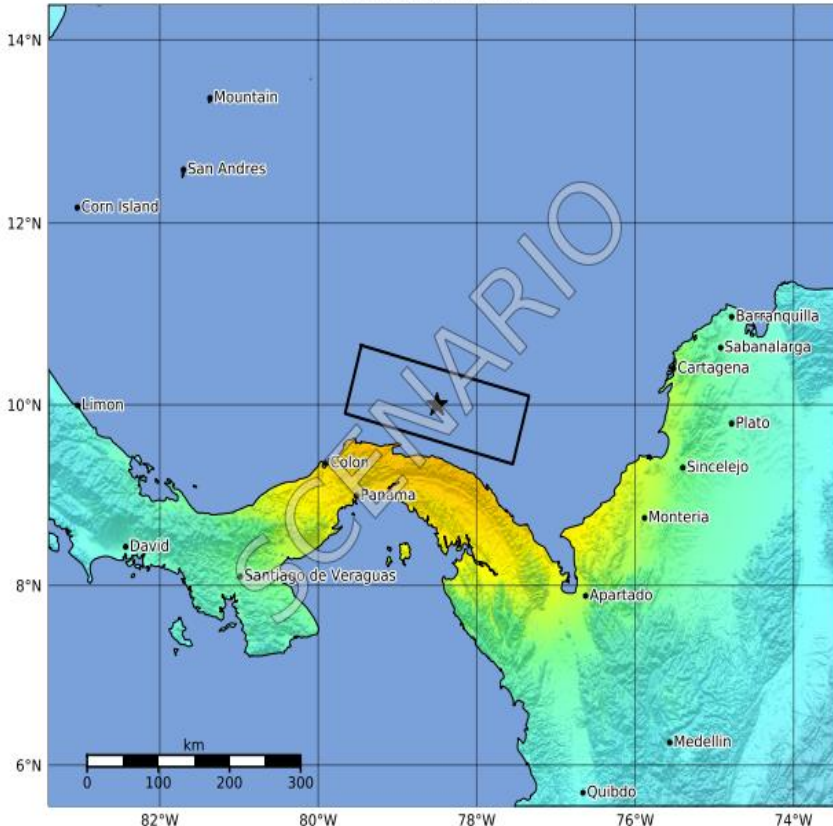 14°N
Mountain
San Andres
12°N
Corn Island
SCENARIO
Barranquilla
Sabanalarga
Cartagena
10°N
Limon
Plato
Colon
Sincelejo
Panama
Monteria
David
8°N
Santiago de Veraguas
Apartado
km
0 100 200 300
6°N
Medellin
Quibdo
82°W 80°W 78°W 76°W 74°W